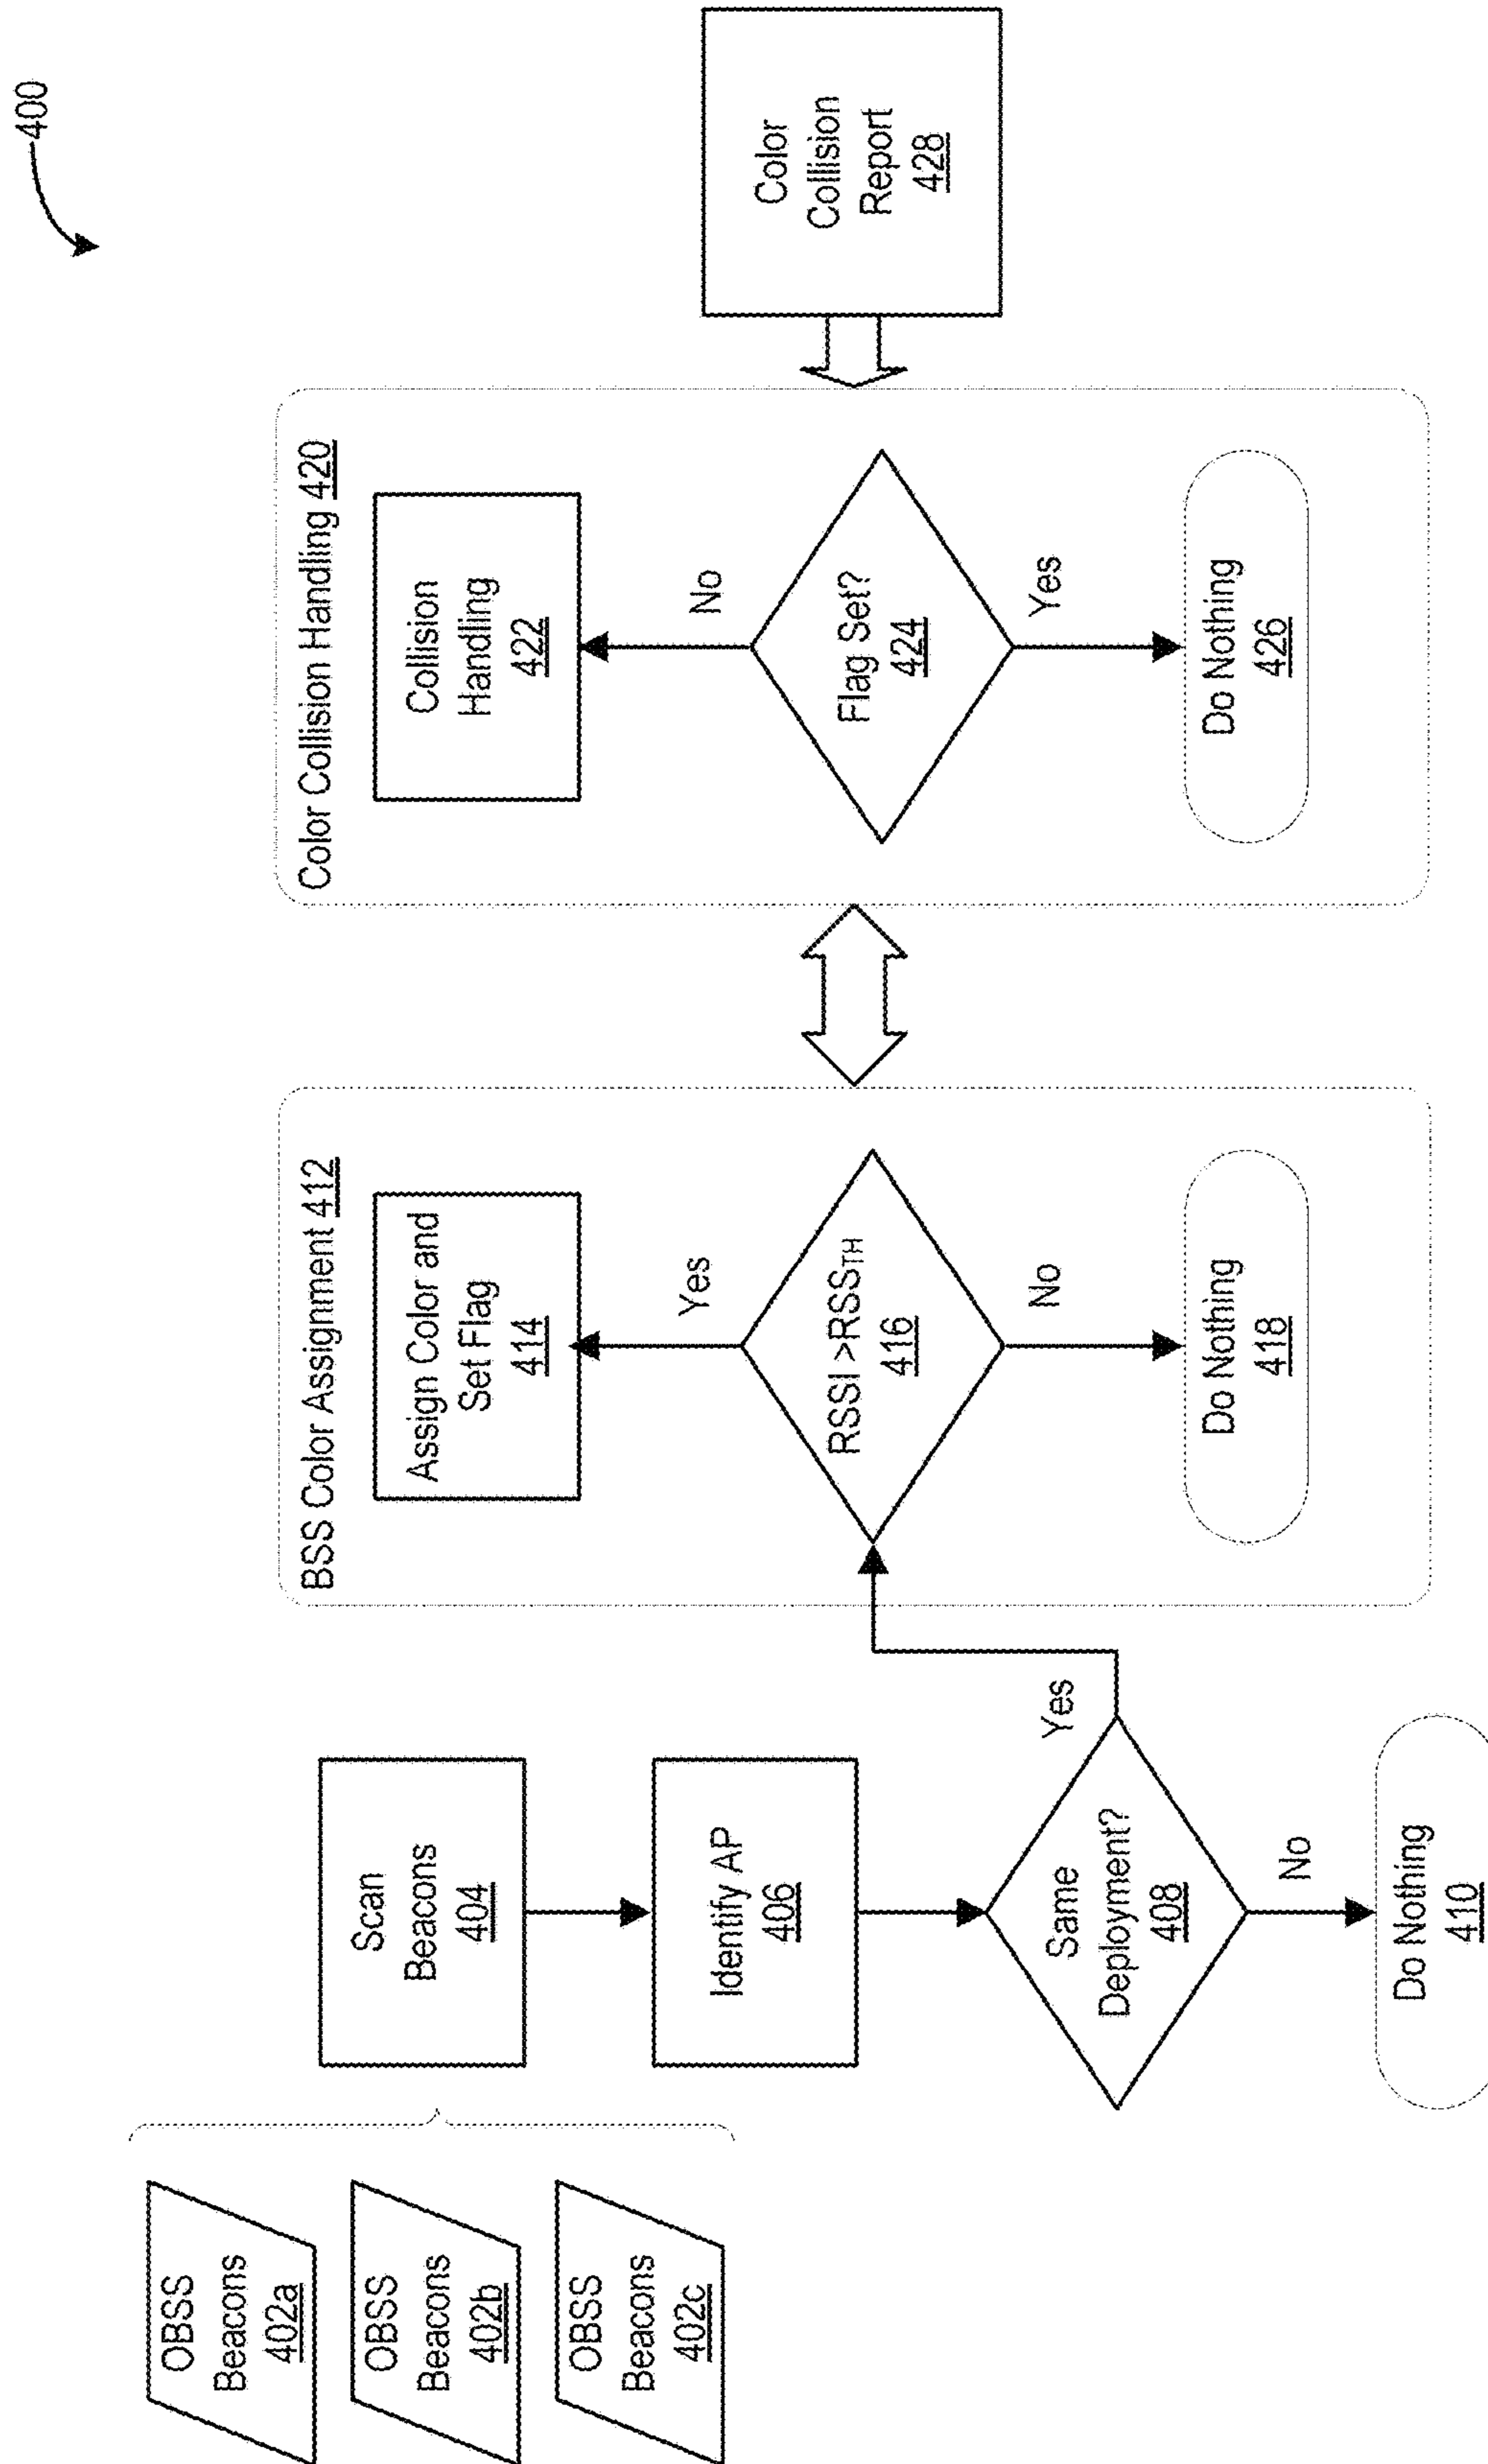 400
OBSS
Beacons
402a
OBSS
Beacons
402b
OBSS
Beacons
402c
Scan
Beacons
404
Identify AP
406
Same
Deployment?
408
Yes
No
Do Nothing
410
BSS Color Assignment 412
Assign Color and
Set Flag
414
Yes
RSSI >RSSTH
416
No
Do Nothing
418
Color Collision Handling 420
Collision
Handling
422
No
Flag Set?
424
Yes
Do Nothing
426
Color
Collision
Report
428